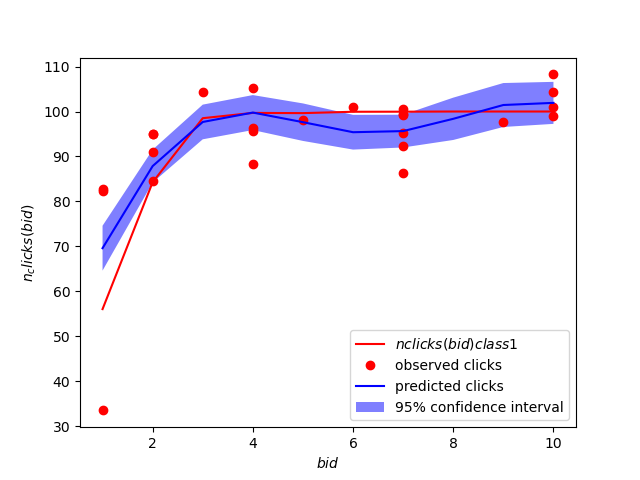 110
100
90
80
70
60
50
40
30
n_clicks(bid)
2
4
6
8
10
bid
nclicks(bid)class1
observed clicks
predicted clicks
95% confidence interval